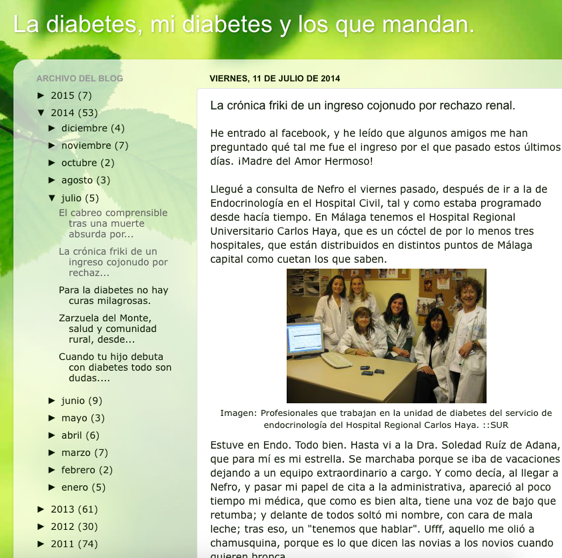 La diabetes, mi diabetes y los que mandan.
ARCHIVO DEL BLOG
► 2015 (7)
▼ 2014 (53)
► diciembre (4)
► noviembre (7)
► octubre (2)
► agosto (3)
▼ julio (5)
El cabreo comprensible
tras una muerte
absurda por...
La crónica friki de un
ingreso cojonudo por
rechaz...
Para la diabetes no hay
curas milagrosas.
Zarzuela del Monte,
salud y comunidad
rural, desde...
Cuando tu hijo debuta
con diabetes todo son
dudas....
► junio (9)
► mayo (3)
► abril (6)
► marzo (7)
► febrero (2)
► enero (5)
► 2013 (61)
► 2012 (30)
► 2011 (74)
VIERNES, 11 DE JULIO DE 2014
La crónica friki de un ingreso cojonudo por rechazo renal.
He entrado al facebook, y he leído que algunos amigos me han
preguntado qué tal me fue el ingreso por el que pasado estos últimos
días. ¡Madre del Amor Hermoso!
Llegué a consulta de Nefro el viernes pasado, después de ir a la de
Endocrinología en el Hospital Civil, tal y como estaba programado
desde hacía tiempo. En Málaga tenemos el Hospital Regional
Universitario Carlos Haya, que es un cóctel de por lo menos tres
hospitales, que están distribuidos en distintos puntos de Málaga
capital como cuetan los que saben.
Imagen: Profesionales que trabajan en la unidad de diabetes del servicio de
endocrinología del Hospital Regional Carlos Haya. ::SUR
Estuve en Endo. Todo bien. Hasta vi a la Dra. Soledad Ruíz de Adana,
que para mí es mi estrella. Se marchaba porque se iba de vacaciones
dejando a un equipo extraordinario a cargo. Y como decía, al llegar a
Nefro, y pasar mi papel de cita a la administrativa, apareció al poco
tiempo mi médica, que como es bien alta, tiene una voz de bajo que
retumba; y delante de todos soltó mi nombre, con cara de mala
leche; tras eso, un "tenemos que hablar". Ufff, aquello me olió a
chamusquina, porque es lo que dicen las novias a los novios cuando
quieren bronca